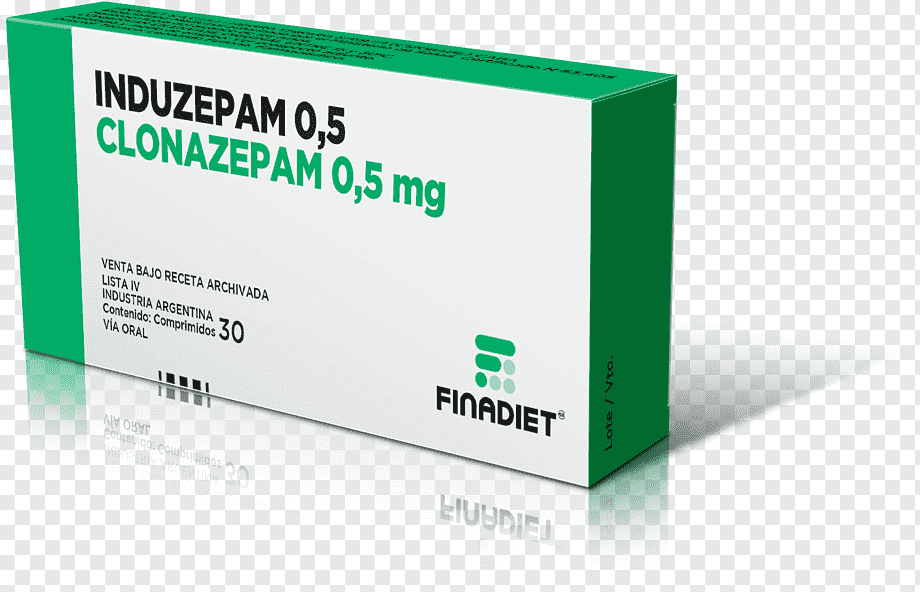 INDUZEPAM 0,5
CLONAZEPAM 0,5 mg
VENTA BAJO RECETA ARCHIVADA
LISTA IV
INDUSTRIA ARGENTINA
Contenido: Comprimidos 30
VÍA ORAL
FINADIET
Lote / Vto.